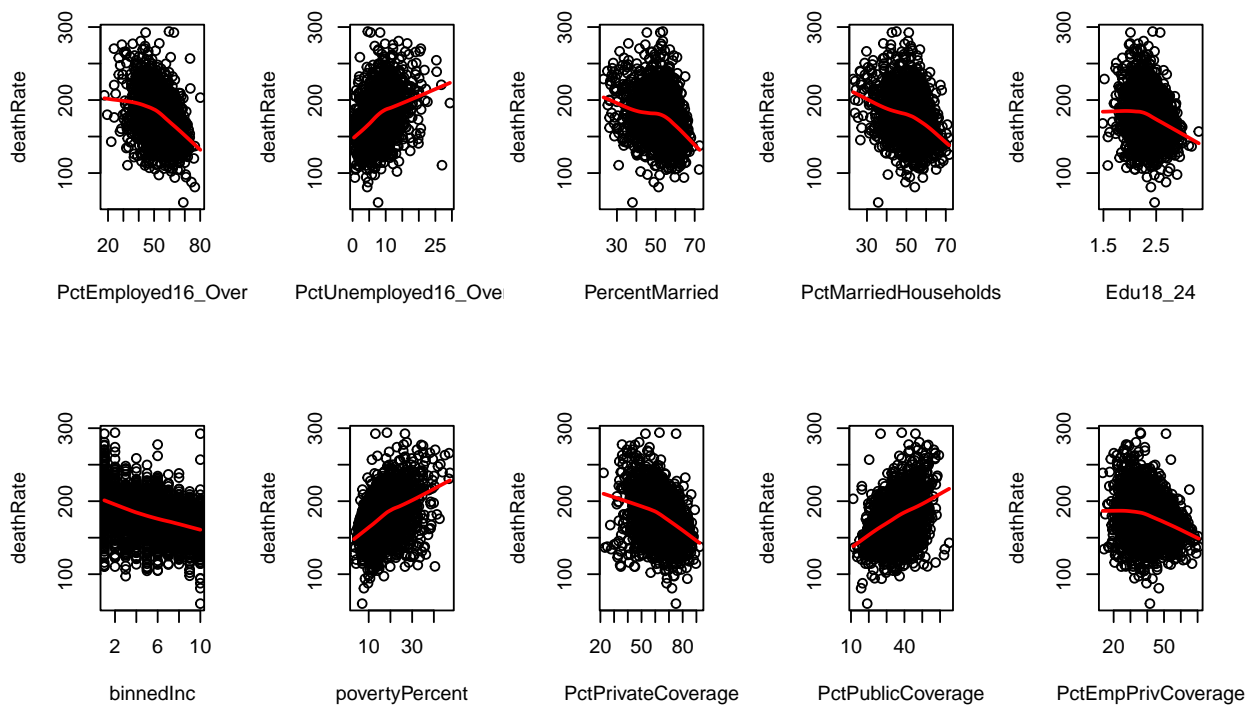 300
200
100
deathRate
20 50 80
PctEmployed16_Over
300
200
100
deathRate
0 10 25
PctUnemployed16_Ove
300
200
100
deathRate
30 50 70
PercentMarried
300
200
100
deathRate
30 50 70
PctMarriedHouseholds
300
200
100
deathRate
1.5 2.5
Edu18_24
300
200
100
deathRate
2 6 10
binnedInc
300
200
100
deathRate
10 30
povertyPercent
300
200
100
deathRate
20 50 80
PctPrivateCoverage
300
200
100
deathRate
10 40
PctPublicCoverage
300
200
100
deathRate
20 50
PctEmpPrivCoverage